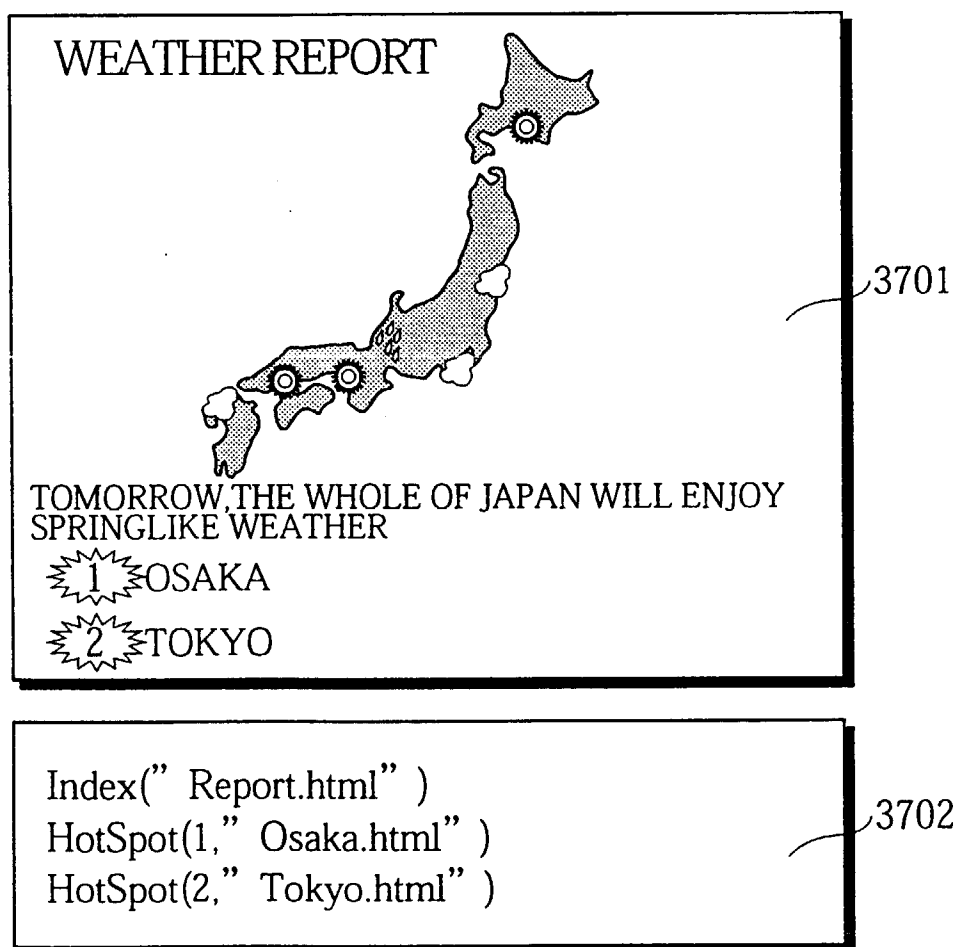 WEATHER REPORT
3701
TOMORROW,THE WHOLE OF JAPAN WILL ENJOY
SPRINGLIKE WEATHER
1 OSAKA
2 TOKYO
Index(” Report.html” )
HotSpot(1,” Osaka.html” )
HotSpot(2,” Tokyo.html” )
3702